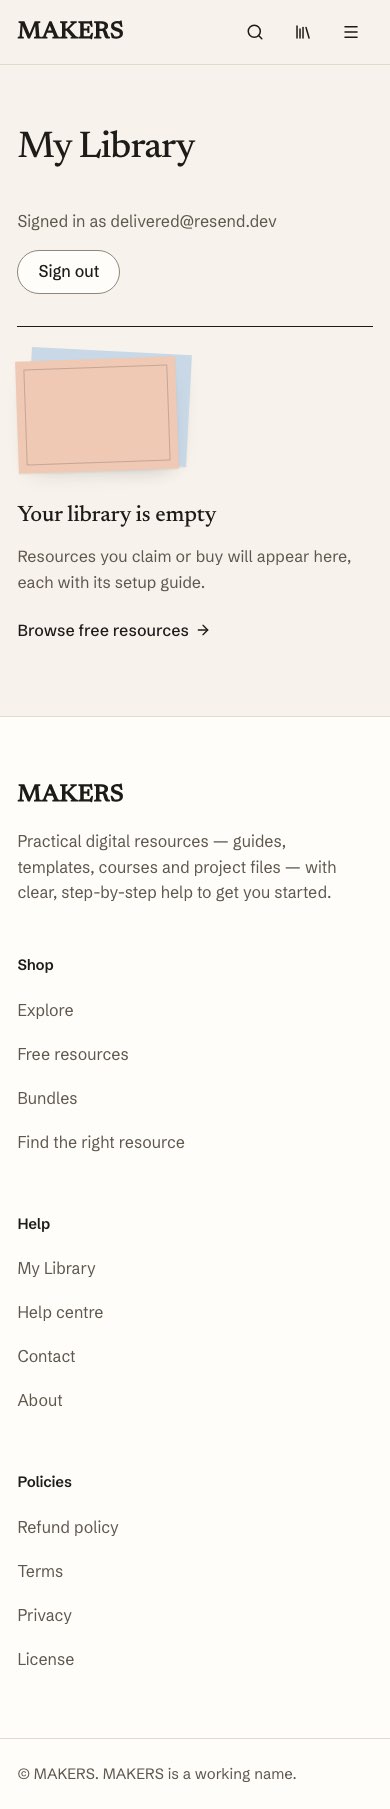 MAKERS
My Library
Signed in as delivered@resend.dev
Sign out
Your library is empty
Resources you claim or buy will appear here,
each with its setup guide.
Browse free resources →
MAKERS
Practical digital resources — guides,
templates, courses and project files — with
clear, step-by-step help to get you started.
Shop
Explore
Free resources
Bundles
Find the right resource
Help
My Library
Help centre
Contact
About
Policies
Refund policy
Terms
Privacy
License
© MAKERS. MAKERS is a working name.